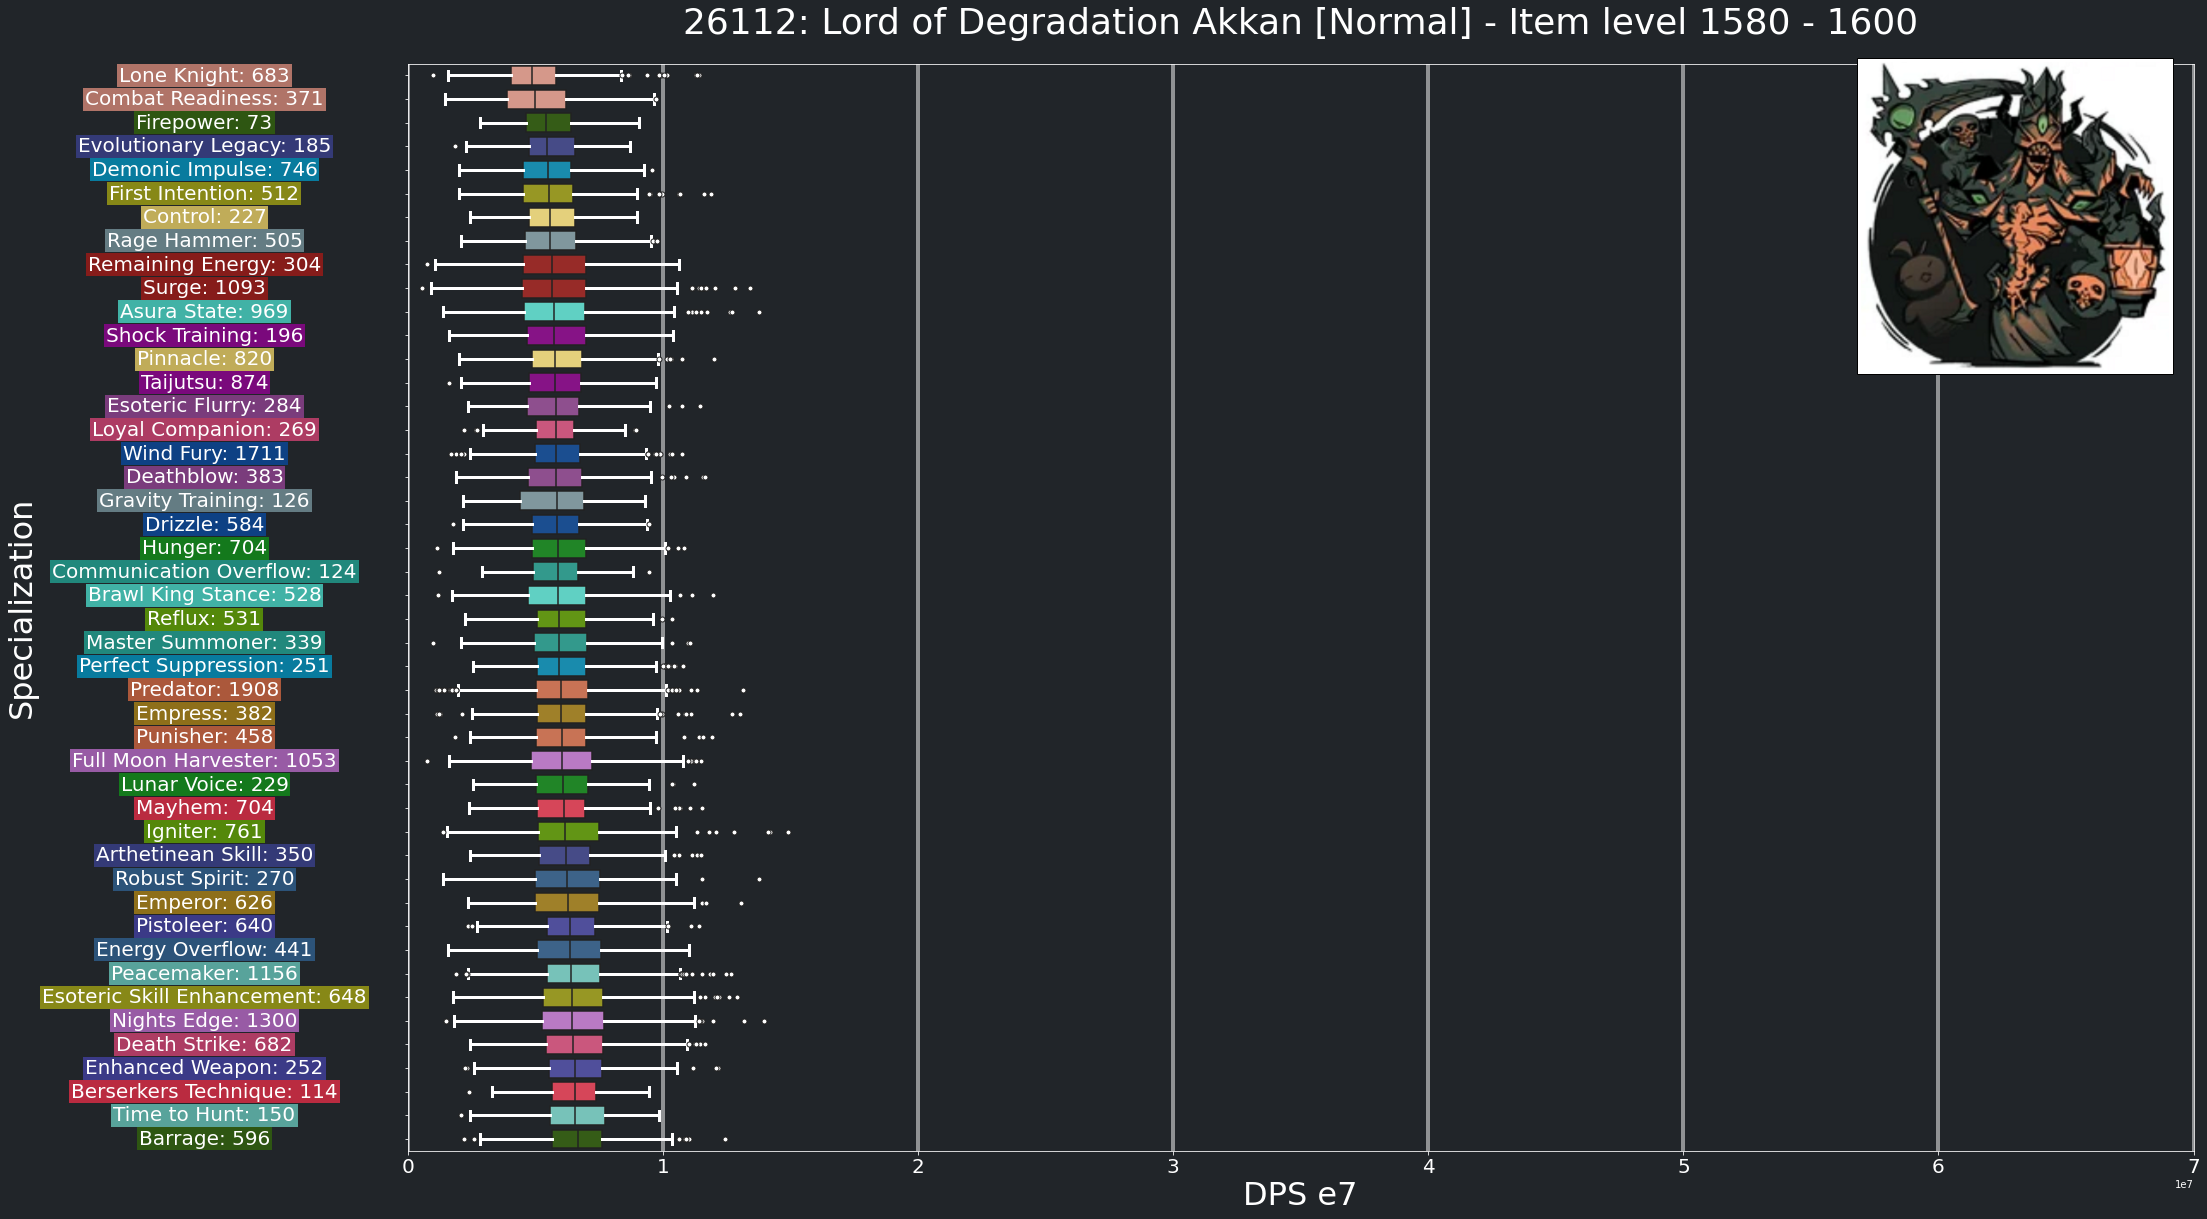 26112: Lord of Degradation Akkan [Normal] - Item level 1580 - 1600
Specialization
Lone Knight: 683
Combat Readiness: 371
Firepower: 73
Evolutionary Legacy: 185
Demonic Impulse: 746
First Intention: 512
Control: 227
Rage Hammer: 505
Remaining Energy: 304
Surge: 1093
Asura State: 969
Shock Training: 196
Pinnacle: 820
Taijutsu: 874
Esoteric Flurry: 284
Loyal Companion: 269
Wind Fury: 1711
Deathblow: 383
Gravity Training: 126
Drizzle: 584
Hunger: 704
Communication Overflow: 124
Brawl King Stance: 528
Reflux: 531
Master Summoner: 339
Perfect Suppression: 251
Predator: 1908
Empress: 382
Punisher: 458
Full Moon Harvester: 1053
Lunar Voice: 229
Mayhem: 704
Igniter: 761
Arthetinean Skill: 350
Robust Spirit: 270
Emperor: 626
Pistoleer: 640
Energy Overflow: 441
Peacemaker: 1156
Esoteric Skill Enhancement: 648
Nights Edge: 1300
Death Strike: 682
Enhanced Weapon: 252
Berserkers Technique: 114
Time to Hunt: 150
Barrage: 596
0 1 2 3 4 5 6 7
1e7
DPS e7